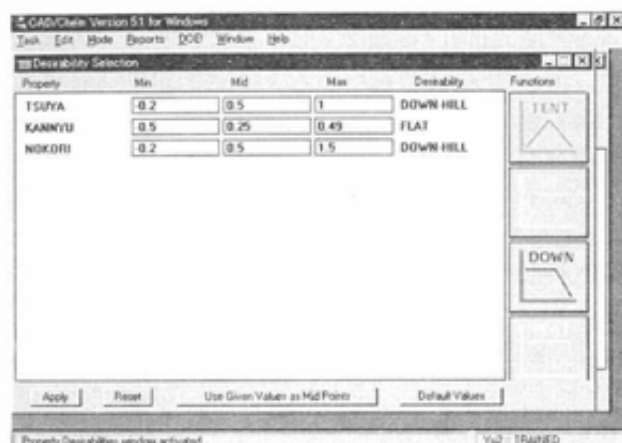 CAD/Chem Version 5.1 for Windows
Task Edit Mode Reports DOE Window Help
Desirability Selection
Property Min Mid Max Desirability Functions
TSUYA -0.2 0.5 1 DOWN-HILL
KANNYU -0.5 0.25 0.49 FLAT
NOKORI -0.2 0.5 1.5 DOWN-HILL
TENT
DOWN
Apply Reset Use Given Values as Mid Points Default Values
Property Desirabilities window activated TRAINED